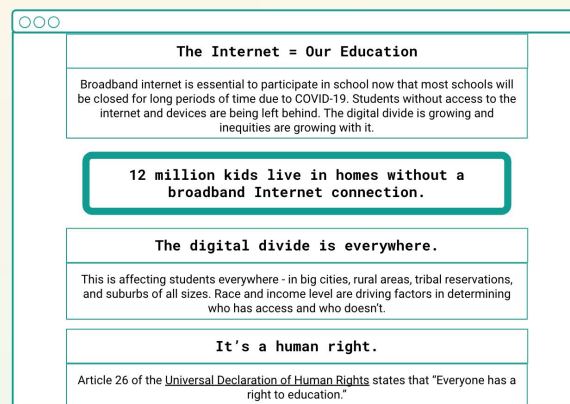 The Internet = Our Education
Broadband internet is essential to participate in school now that most schools will
be closed for long periods of time due to COVID-19. Students without access to the
internet and devices are being left behind. The digital divide is growing and
inequities are growing with it.
12 million kids live in homes without a
broadband Internet connection.
The digital divide is everywhere.
This is affecting students everywhere - in big cities, rural areas, tribal reservations,
and suburbs of all sizes. Race and income level are driving factors in determining
who has access and who doesn’t.
It’s a human right.
Article 26 of the Universal Declaration of Human Rights states that “Everyone has a
right to education.”